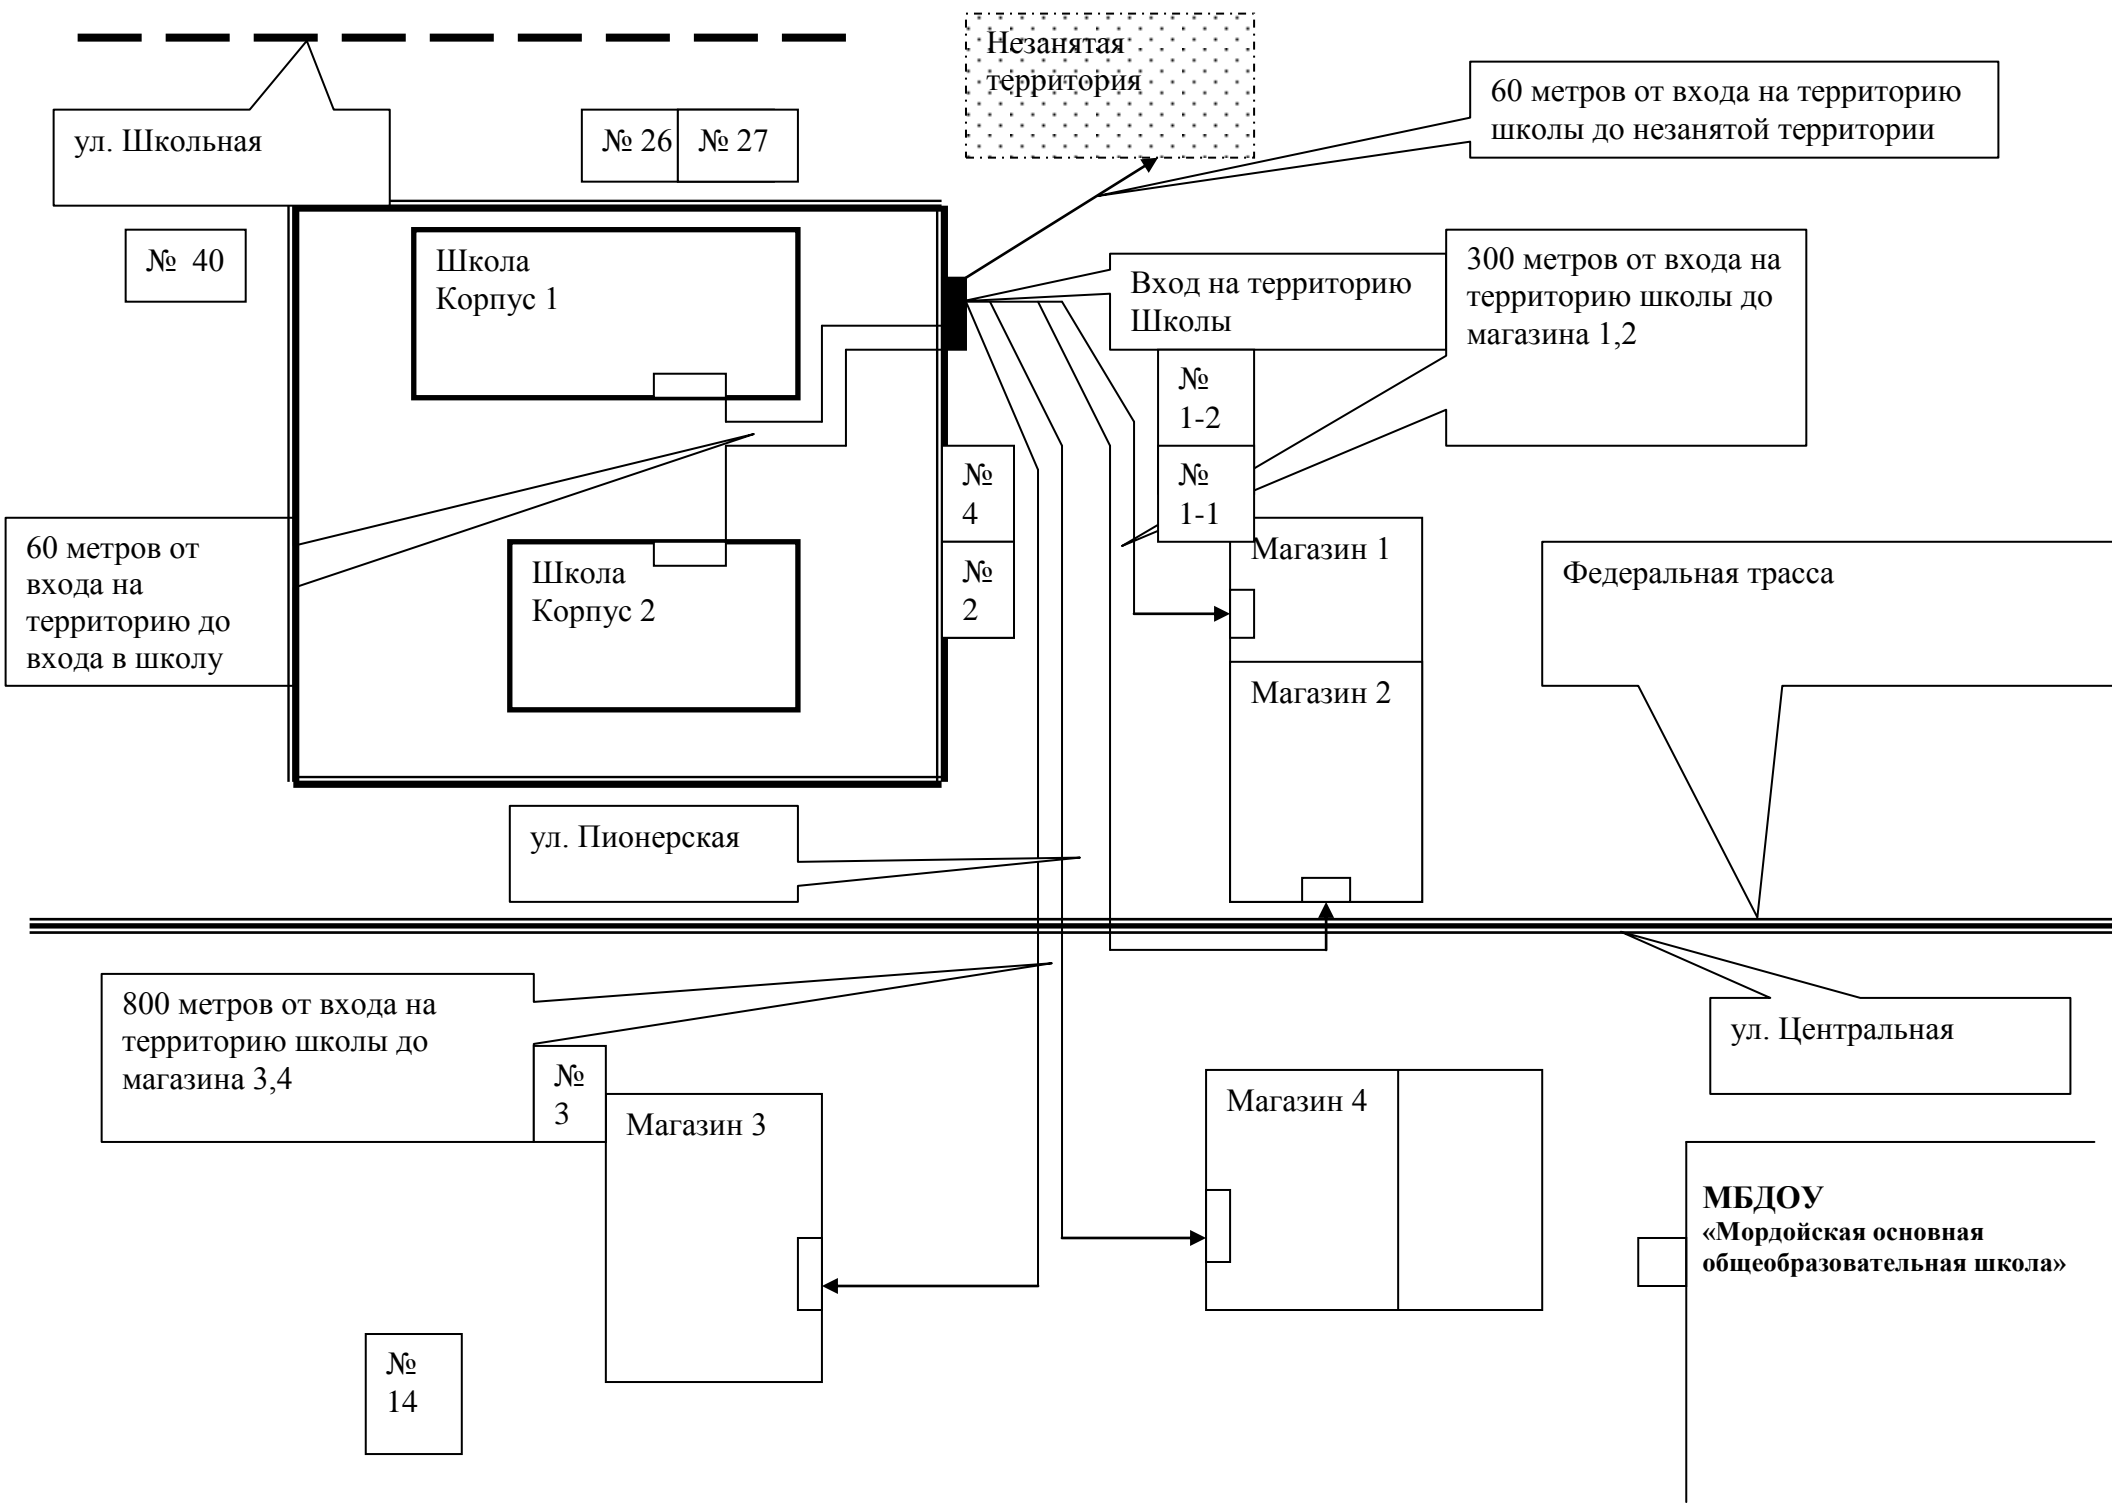 Незанятая
территория
60 метров от входа на территорию
школы до незанятой территории
ул. Школьная
№ 26
№ 27
№ 40
Школа
Корпус 1
Вход на территорию
Школы
300 метров от входа на
территорию школы до
магазина 1,2
№
1-2
№
1-1
№
4
№
2
60 метров от
входа на
территорию до
входа в школу
Школа
Корпус 2
Магазин 1
Магазин 2
Федеральная трасса
ул. Пионерская
800 метров от входа на
территорию школы до
магазина 3,4
ул. Центральная
№
3
Магазин 3
Магазин 4
МБДОУ
«Мордойская основная
общеобразовательная школа»
№
14